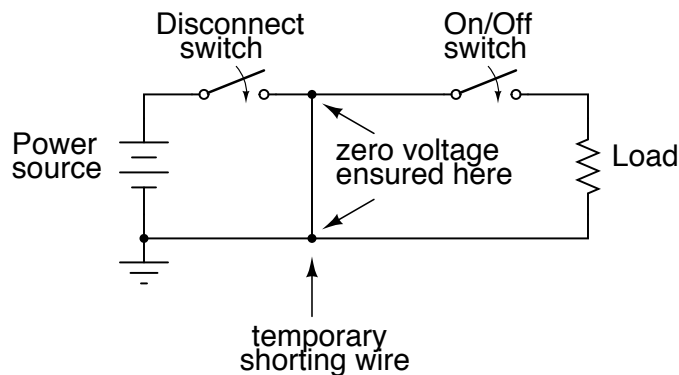 Disconnect
switch
On/Off
switch
Power
source
zero voltage
ensured here
Load
temporary
shorting wire